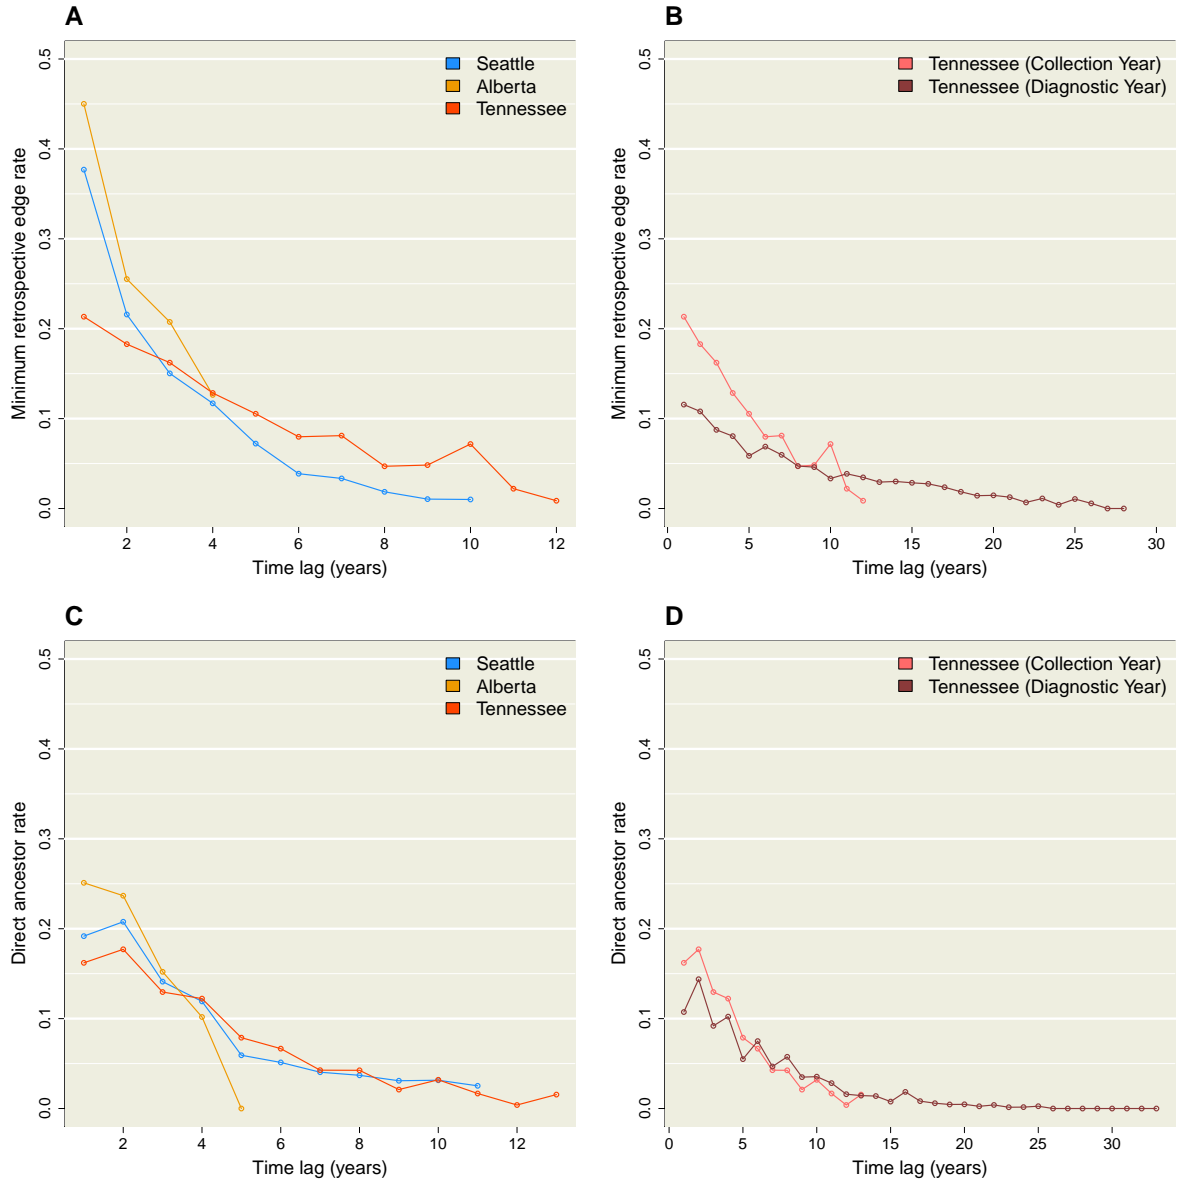 A
Seattle
Alberta
Tennessee
0.5
0.4
0.3
0.2
0.1
0.0
Minimum retrospective edge rate
2 4 6 8 10 12
Time lag (years)
B
Tennessee (Collection Year)
Tennessee (Diagnostic Year)
0.5
0.4
0.3
0.2
0.1
0.0
Minimum retrospective edge rate
0 5 10 15 20 25 30
Time lag (years)
C
Seattle
Alberta
Tennessee
0.5
0.4
0.3
0.2
0.1
0.0
Direct ancestor rate
2 4 6 8 10 12
Time lag (years)
D
Tennessee (Collection Year)
Tennessee (Diagnostic Year)
0.5
0.4
0.3
0.2
0.1
0.0
Direct ancestor rate
0 5 10 15 20 25 30
Time lag (years)